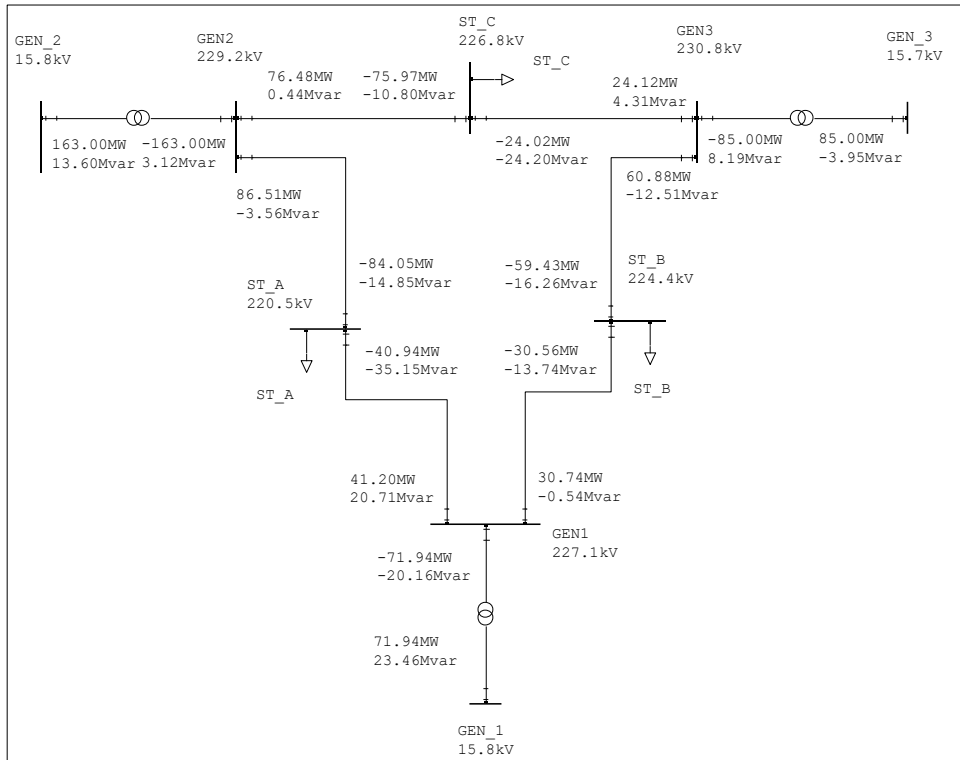 ST_C
226.8kV
GEN_2
15.8kV
GEN2
229.2kV
GEN3
230.8kV
GEN_3
15.7kV
ST_C
76.48MW
0.44Mvar
-75.97MW
-10.80Mvar
24.12MW
4.31Mvar
163.00MW
13.60Mvar
-163.00MW
3.12Mvar
-24.02MW
-24.20Mvar
-85.00MW
8.19Mvar
85.00MW
-3.95Mvar
86.51MW
-3.56Mvar
60.88MW
-12.51Mvar
-84.05MW
-14.85Mvar
-59.43MW
-16.26Mvar
ST_B
224.4kV
ST_A
220.5kV
-40.94MW
-35.15Mvar
-30.56MW
-13.74Mvar
ST_A
ST_B
41.20MW
20.71Mvar
30.74MW
-0.54Mvar
GEN1
227.1kV
-71.94MW
-20.16Mvar
71.94MW
23.46Mvar
GEN_1
15.8kV